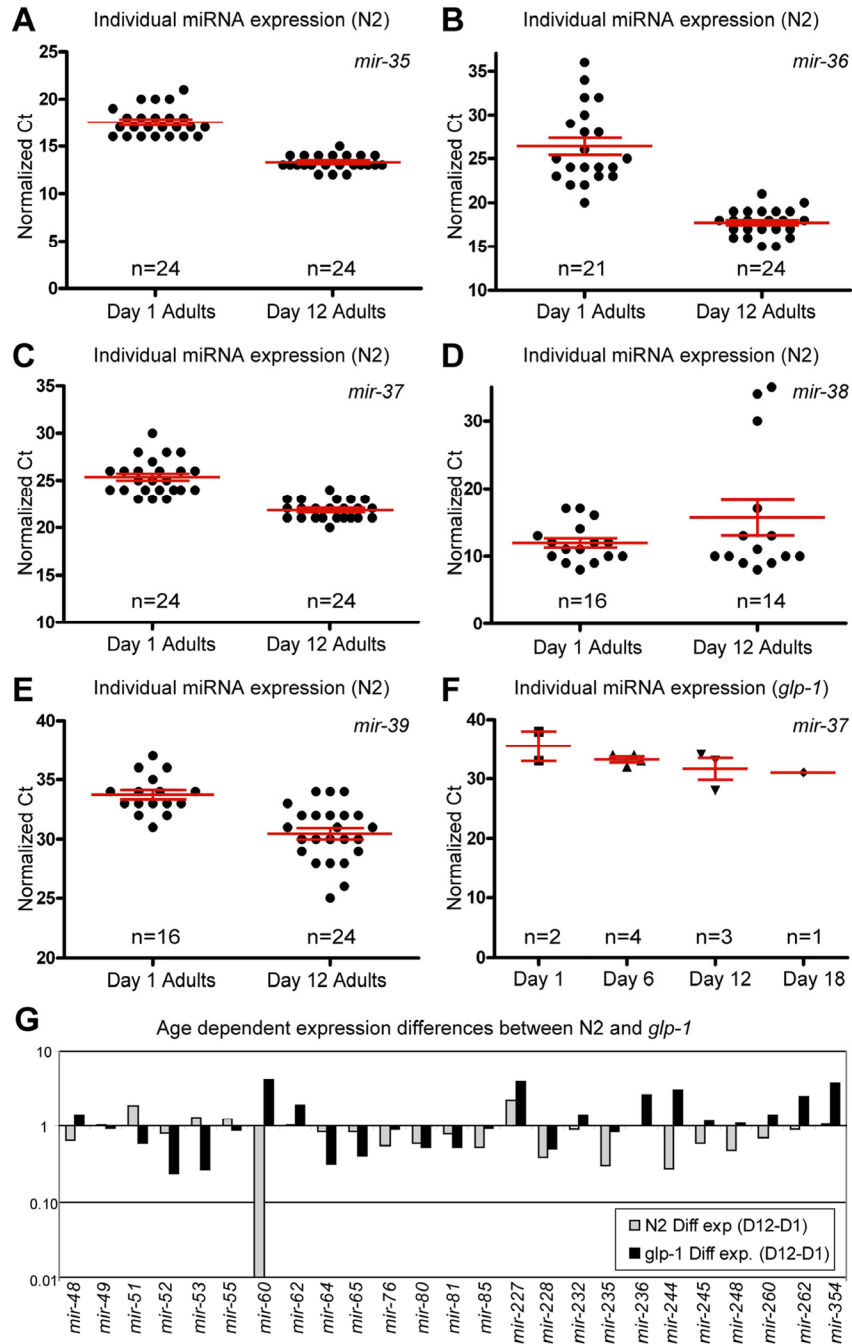 A
Individual miRNA expression (N2)
mir-35
Normalized Ct
25
20
15
10
5
0
n=24
n=24
Day 1 Adults
Day 12 Adults
B
Individual miRNA expression (N2)
mir-36
Normalized Ct
35
30
25
20
15
10
n=21
n=24
Day 1 Adults
Day 12 Adults
C
Individual miRNA expression (N2)
mir-37
Normalized Ct
35
30
25
20
15
10
n=24
n=24
Day 1 Adults
Day 12 Adults
D
Individual miRNA expression (N2)
mir-38
Normalized Ct
30
20
10
0
n=16
n=14
Day 1 Adults
Day 12 Adults
E
Individual miRNA expression (N2)
mir-39
Normalized Ct
40
35
30
25
20
n=16
n=24
Day 1 Adults
Day 12 Adults
F
Individual miRNA expression (glp-1)
mir-37
Normalized Ct
40
30
20
10
0
n=2
n=4
n=3
n=1
Day 1
Day 6
Day 12
Day 18
G
Age dependent expression differences between N2 and glp-1
10
1
0.10
0.01
N2 Diff exp (D12-D1)
glp-1 Diff exp. (D12-D1)
mir-48
mir-49
mir-51
mir-52
mir-53
mir-55
mir-60
mir-62
mir-64
mir-65
mir-76
mir-80
mir-81
mir-85
mir-227
mir-228
mir-232
mir-235
mir-236
mir-244
mir-245
mir-248
mir-260
mir-262
mir-354